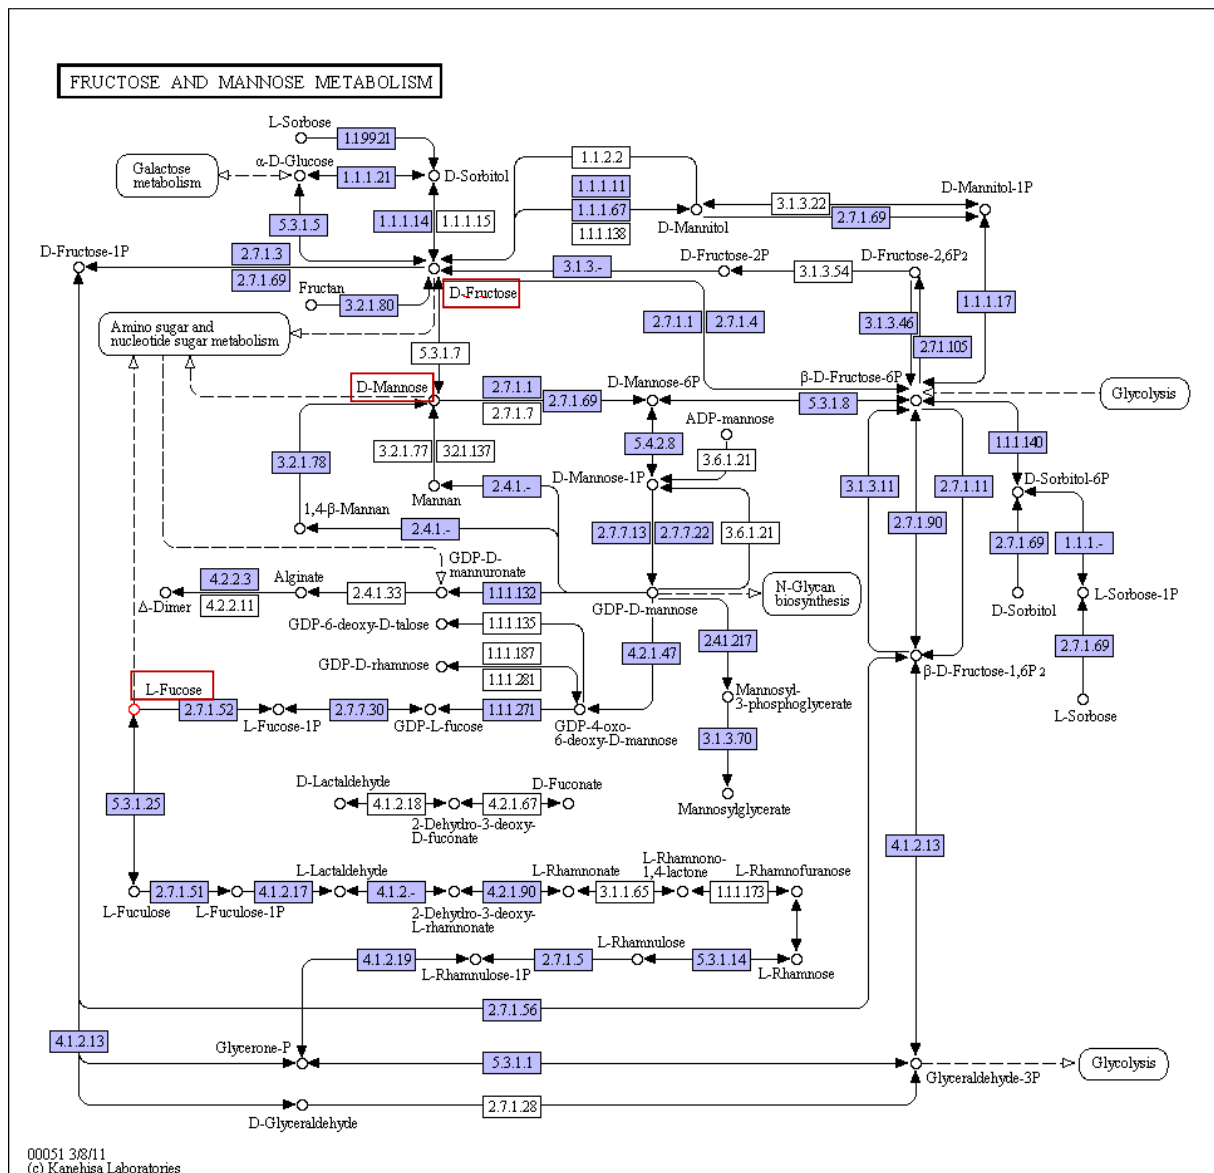 FRUCTOSE AND MANNOSE METABOLISM
L-Sorbose
1.1.99.21
α-D-Glucose
Galactose
metabolism
1.1.1.21
D-Sorbitol
1.1.2.2
1.1.1.11
1.1.1.67
1.1.1.138
D-Mannitol
3.1.3.22
2.7.1.69
D-Mannitol-1P
5.3.1.5
1.1.1.14
1.1.1.15
D-Fructose-1P
2.7.1.3
2.7.1.69
3.1.3.-
D-Fructose-2P
3.1.3.54
D-Fructose-2,6P2
1.1.1.17
Fructan
3.2.1.80
D-Fructose
Amino sugar and
nucleotide sugar metabolism
2.7.1.1
2.7.1.4
3.1.3.46
2.7.1.105
5.3.1.7
D-Mannose
2.7.1.1
2.7.1.69
2.7.1.7
D-Mannose-6P
5.3.1.8
β-D-Fructose-6P
Glycolysis
3.2.1.78
3.2.1.77
3.2.1.137
5.4.2.8
ADP-mannose
3.6.1.21
1.1.1.140
Mannan
2.4.1.-
D-Mannose-1P
3.1.3.11
2.7.1.11
D-Sorbitol-6P
1,4-β-Mannan
2.4.1.-
2.7.7.13
2.7.7.22
3.6.1.21
2.7.1.90
2.7.1.69
1.1.1.-
GDP-D-
mannuronate
4.2.2.3
4.2.2.11
Δ-Dimer
Alginate
2.4.1.33
1.1.1.132
GDP-D-mannose
N-Glycan
biosynthesis
D-Sorbitol
L-Sorbose-1P
GDP-6-deoxy-D-talose
1.1.1.135
GDP-D-rhamnose
1.1.1.187
1.1.1.281
4.2.1.47
2.4.1.217
2.7.1.69
β-D-Fructose-1,6P2
L-Fucose
2.7.1.52
L-Fucose-1P
2.7.7.30
GDP-L-fucose
1.1.1.271
GDP-4-oxo-
6-deoxy-D-mannose
Mannosyl-
3-phosphoglycerate
L-Sorbose
3.1.3.70
Mannosylglycerate
5.3.1.25
D-Lactaldehyde
4.1.2.18
2-Dehydro-3-deoxy-
D-fuconate
4.2.1.67
D-Fuconate
4.1.2.13
L-Fuculose
2.7.1.51
L-Fuculose-1P
4.1.2.17
L-Lactaldehyde
4.1.2.-
2-Dehydro-3-deoxy-
L-rhamnonate
4.2.1.90
L-Rhamnonate
3.1.1.65
L-Rhamnono-
1,4-lactone
1.1.1.173
L-Rhamnofuranose
4.1.2.19
L-Rhamnulose-1P
2.7.1.5
L-Rhamnulose
5.3.1.14
L-Rhamnose
2.7.1.56
4.1.2.13
Glycerone-P
5.3.1.1
Glyceraldehyde-3P
Glycolysis
D-Glyceraldehyde
2.7.1.28
00051 3/8/11
(c) Kanehisa Laboratories